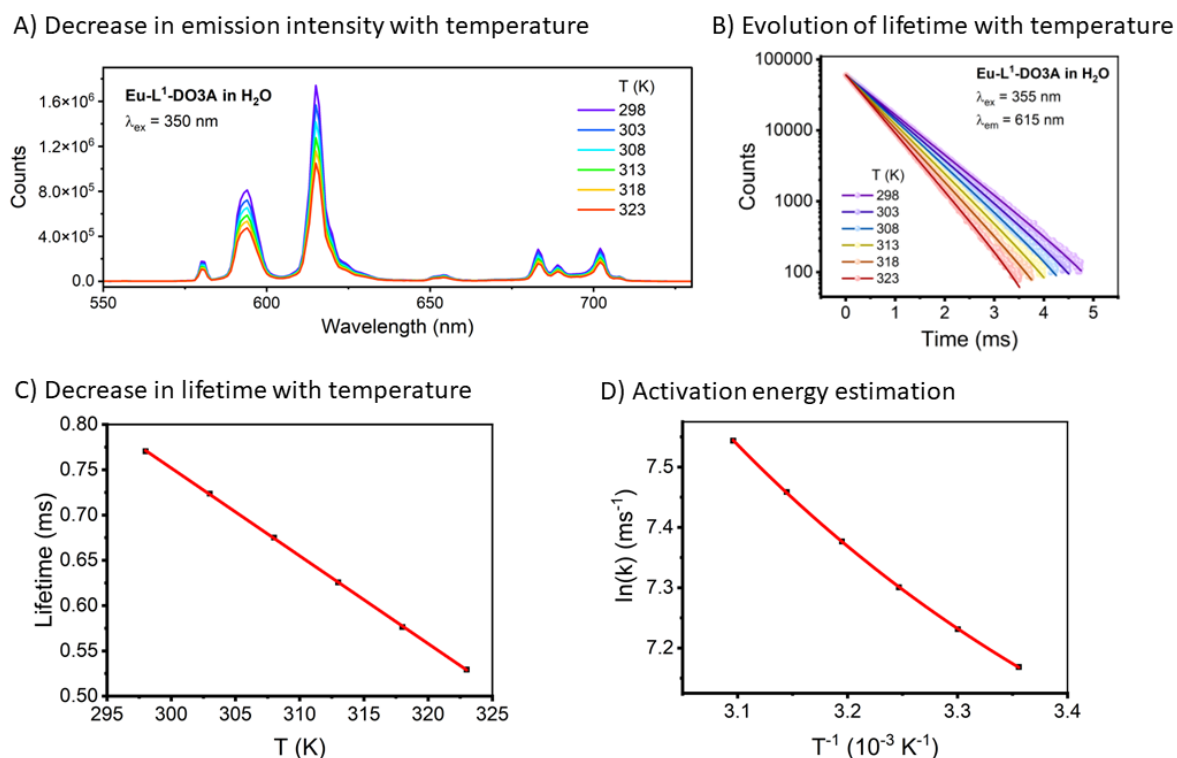 A) Decrease in emission intensity with temperature
Eu-L¹-DO3A in H₂O
λₑₓ = 350 nm
T (K)
298
303
308
313
318
323
Counts
1.6×10⁶
1.2×10⁶
8.0×10⁵
4.0×10⁵
0.0
550
600
650
700
Wavelength (nm)
B) Evolution of lifetime with temperature
Eu-L¹-DO3A in H₂O
λₑₓ = 355 nm
λₑₘ = 615 nm
T (K)
298
303
308
313
318
323
Counts
100000
10000
1000
100
0
1
2
3
4
5
Time (ms)
C) Decrease in lifetime with temperature
Lifetime (ms)
0.80
0.75
0.70
0.65
0.60
0.55
0.50
295
300
305
310
315
320
325
T (K)
D) Activation energy estimation
ln(k) (ms⁻¹)
7.5
7.4
7.3
7.2
3.1
3.2
3.3
3.4
T⁻¹ (10⁻³ K⁻¹)